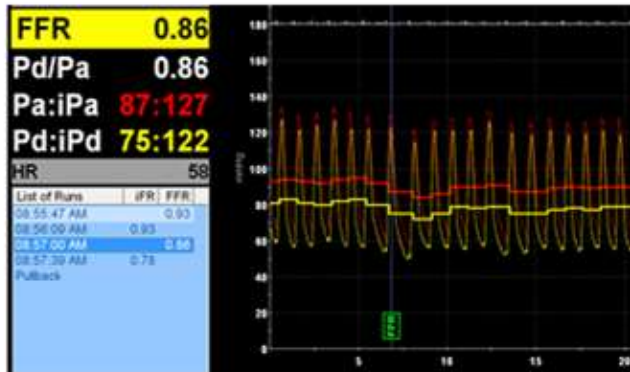 FFR 0.86
Pd/Pa 0.86
Pa:iPa 87:127
Pd:iPd 75:122
HR 58
List of Runs iFR FFR
08:55:47 AM 0.93
08:56:09 AM 0.93
08:57:00 AM 0.86
08:57:39 AM 0.78
Pullback
180
160
140
120
100
80
60
40
20
0
mmHg
FFR
5 10 15 20